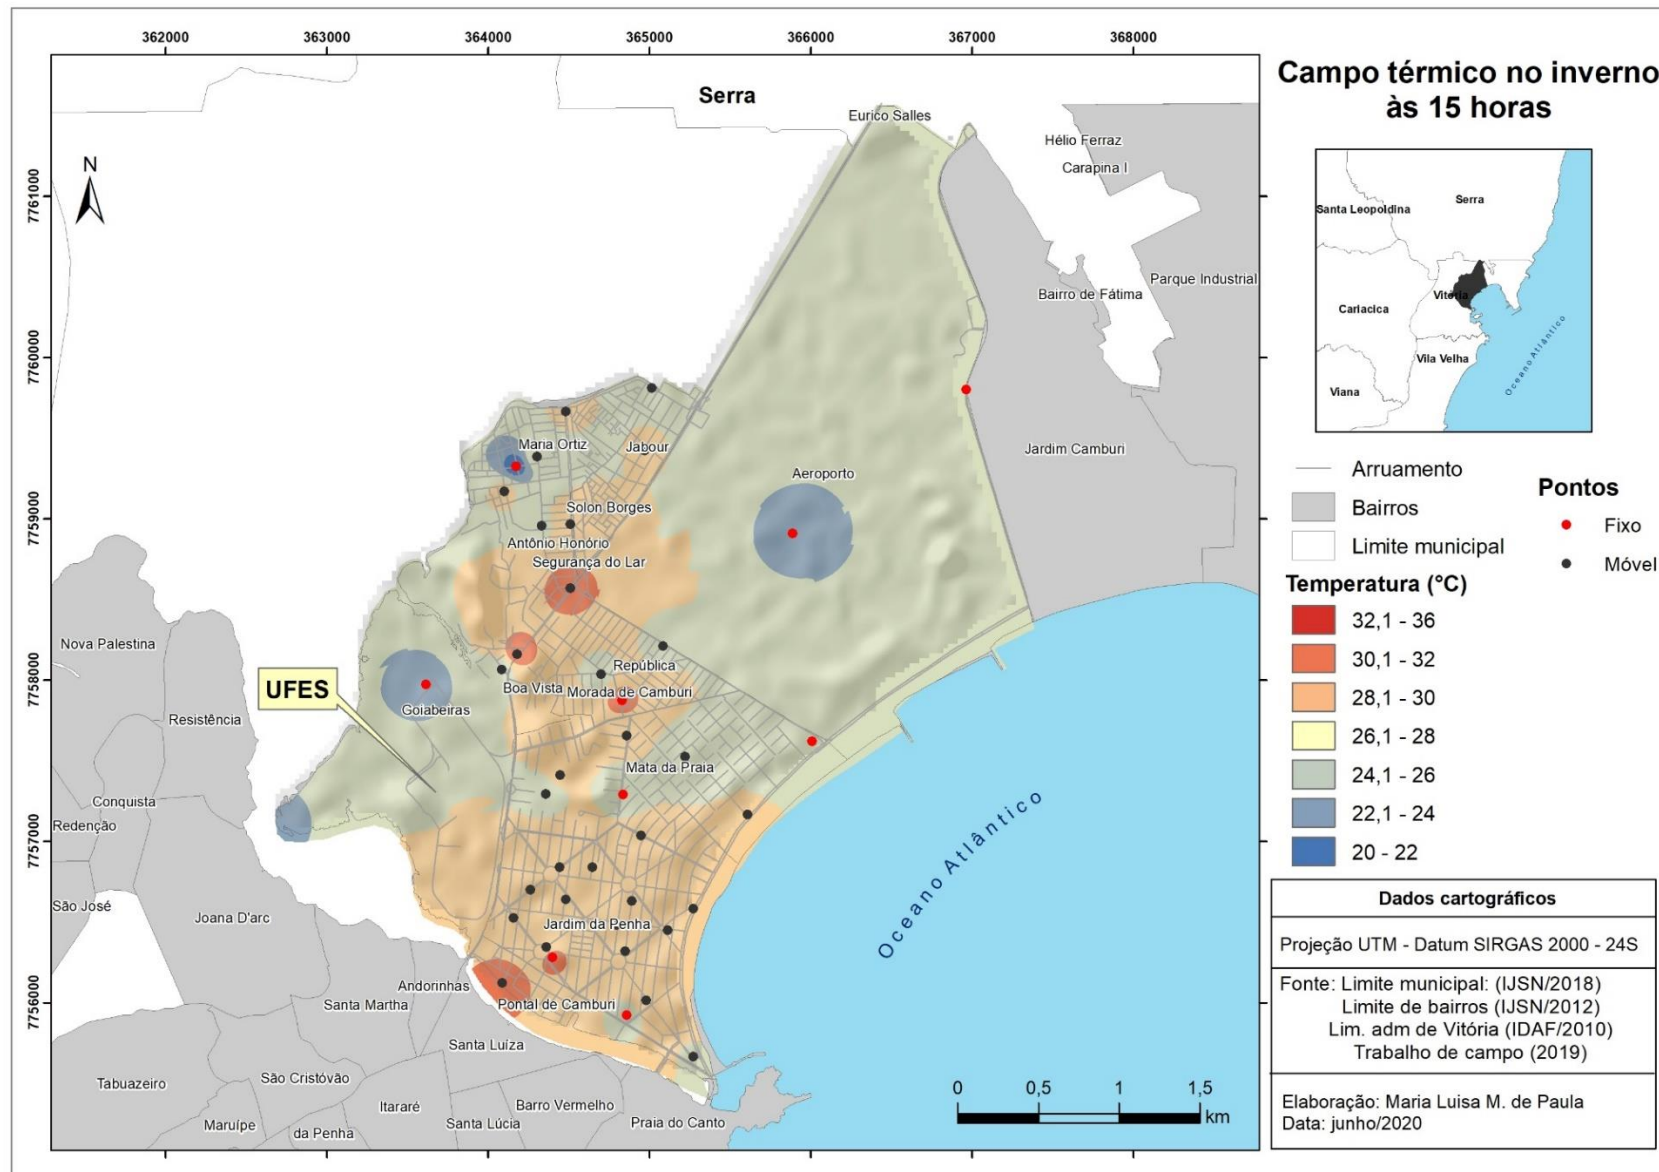 Campo térmico no inverno
às 15 horas
362000
363000
364000
365000
366000
367000
368000
7761000
7760000
7759000
7758000
7757000
7756000
N
Serra
Eurico Salles
Hélio Ferraz
Carapina I
Parque Industrial
Bairro de Fátima
Jardim Camburi
Maria Ortiz
Jabour
Aeroporto
Solon Borges
Antônio Honório
Segurança do Lar
República
Boa Vista
Morada de Camburi
Goiabeiras
UFES
Mata da Praia
Jardim da Penha
Pontal de Camburi
Nova Palestina
Resistência
Conquista
Redenção
São José
Joana D'arc
Andorinhas
Santa Martha
Santa Luíza
Tabuazeiro
São Cristóvão
Itararé
Barro Vermelho
Santa Lúcia
Maruípe
da Penha
Praia do Canto
Oceano Atlântico
0
0,5
1
1,5
km
Santa Leopoldina
Serra
Cariacica
Vitória
Vila Velha
Viana
Oceano Atlântico
Arruamento
Bairros
Limite municipal
Pontos
Fixo
Móvel
Temperatura (°C)
32,1 - 36
30,1 - 32
28,1 - 30
26,1 - 28
24,1 - 26
22,1 - 24
20 - 22
Dados cartográficos
Projeção UTM - Datum SIRGAS 2000 - 24S
Fonte: Limite municipal: (IJSN/2018)
Limite de bairros (IJSN/2012)
Lim. adm de Vitória (IDAF/2010)
Trabalho de campo (2019)
Elaboração: Maria Luisa M. de Paula
Data: junho/2020